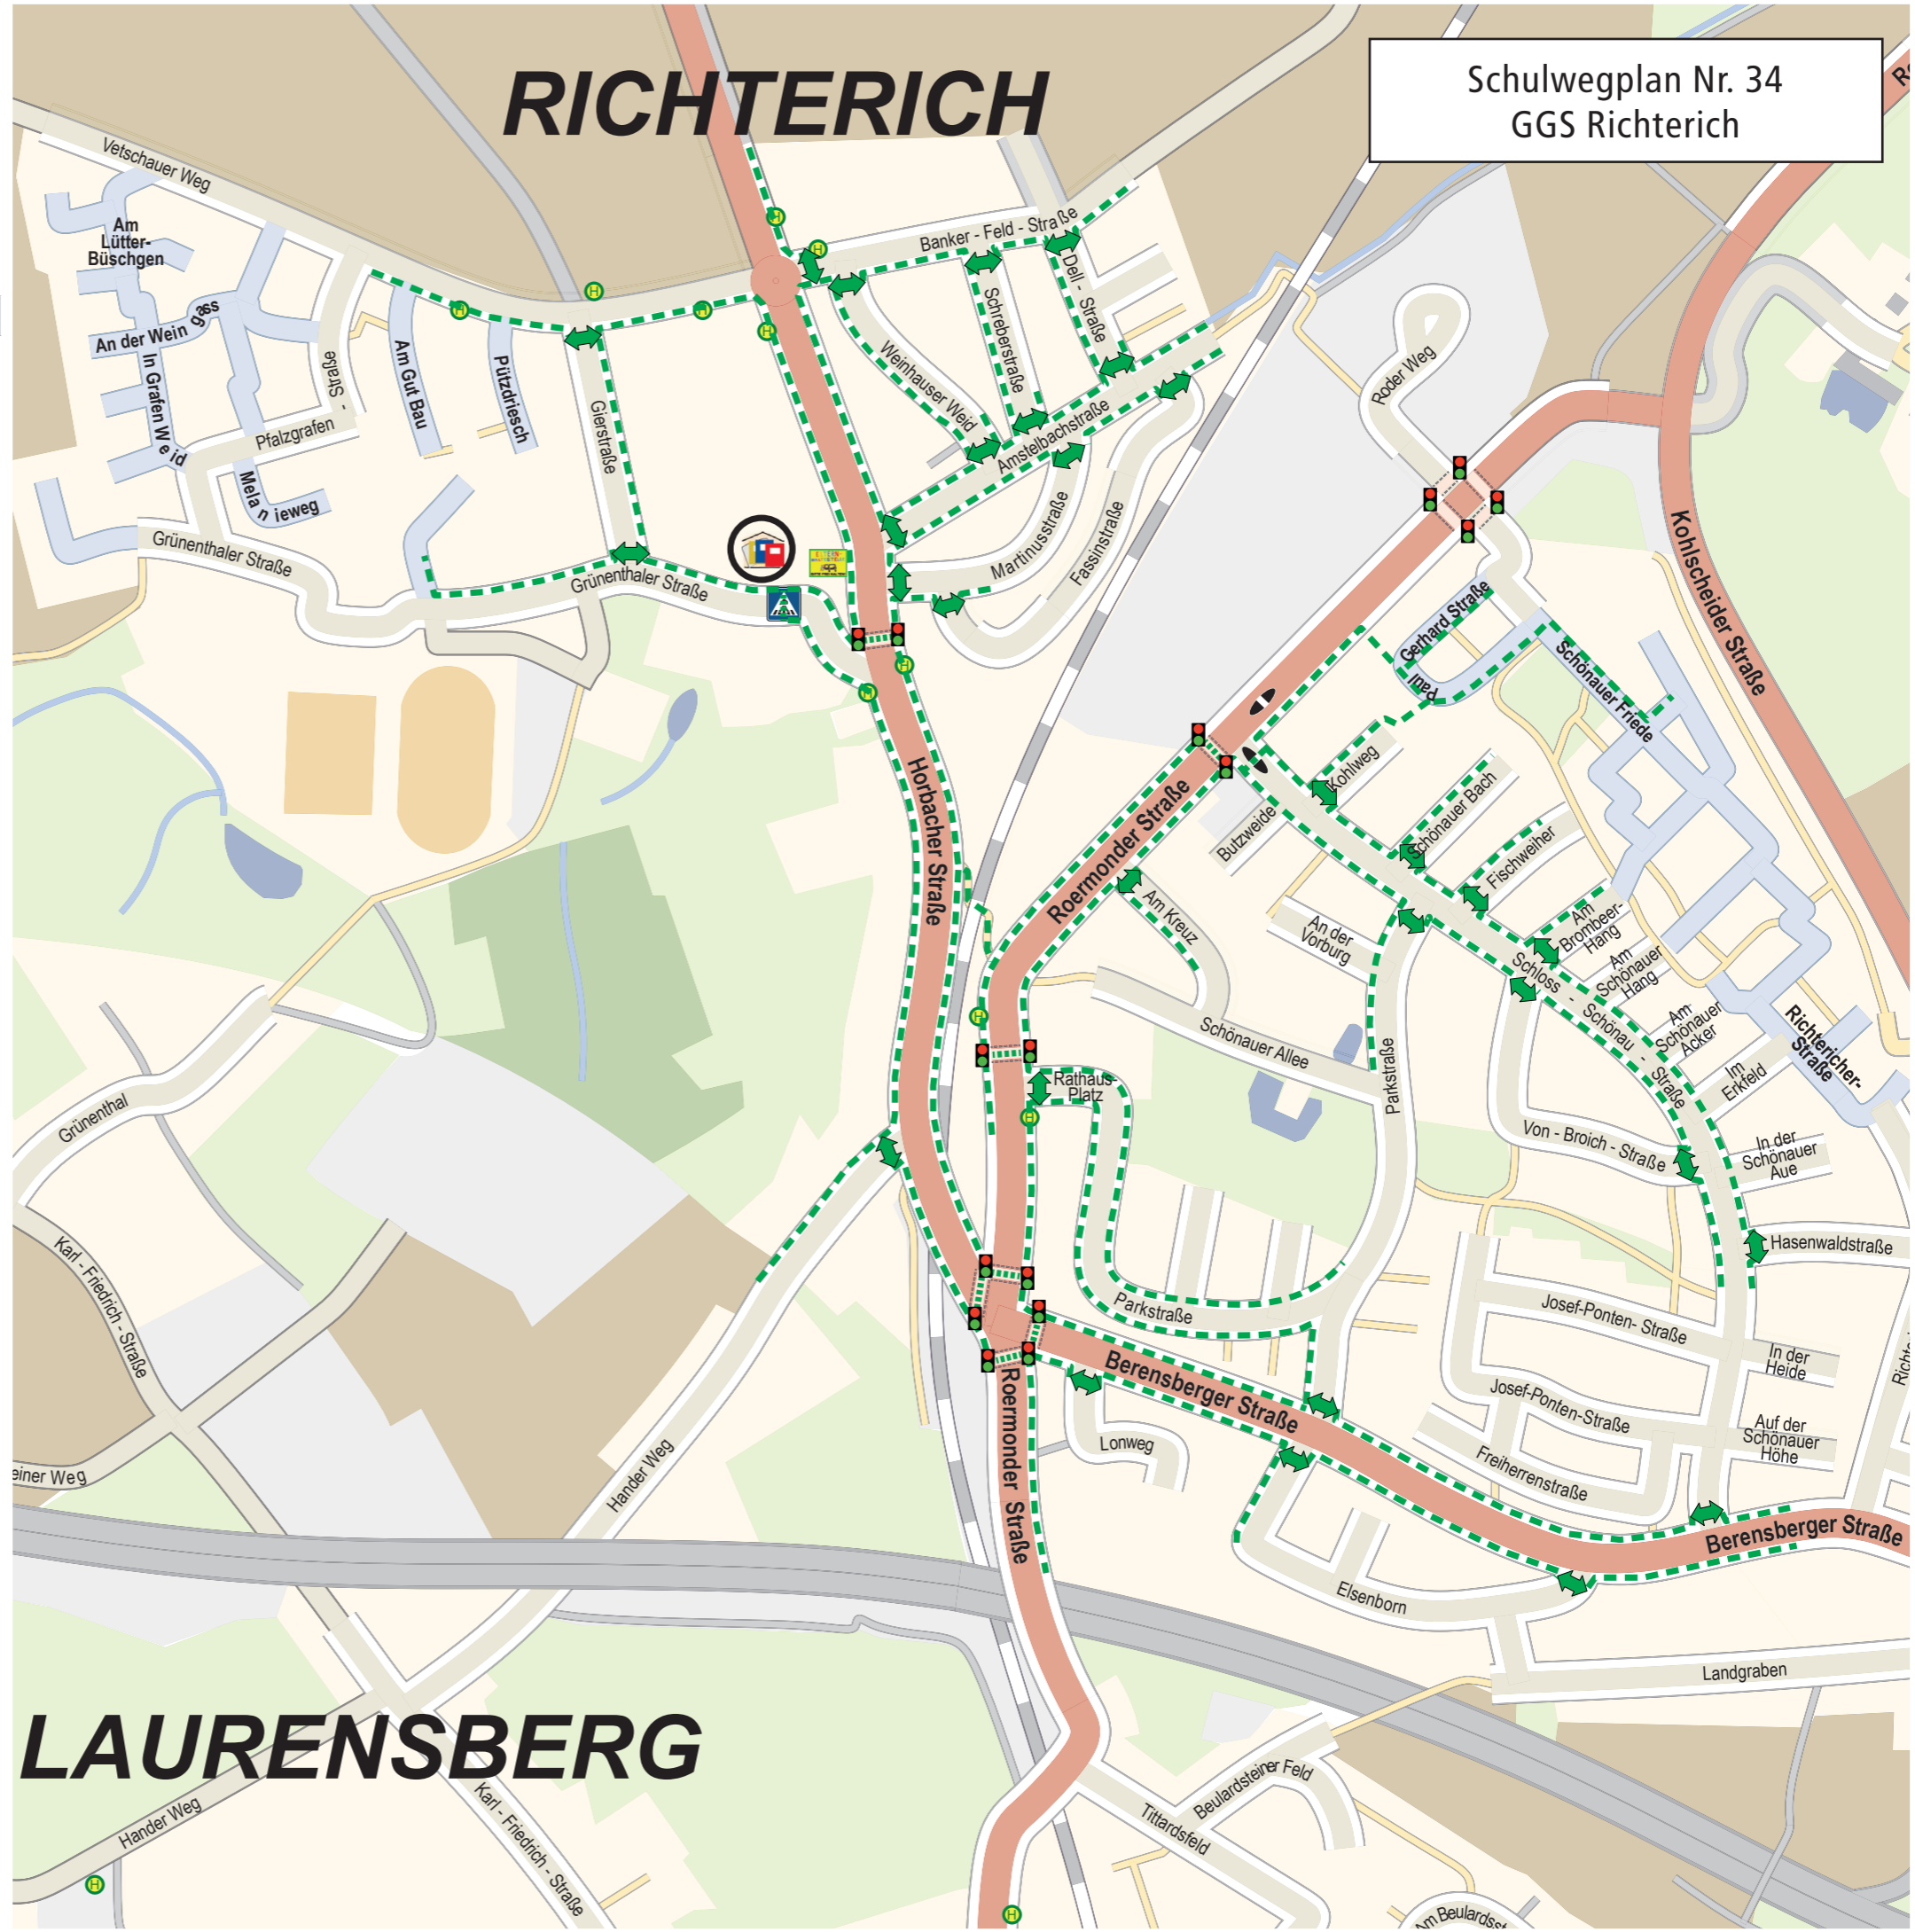 RICHTERICH
Schulwegplan Nr. 34
GGS Richterich
Vetschauer Weg
Am
Lütter-
Büschgen
An der Weingass
In Grafen Weid
Pfalzgrafen
- Straße
Am Gut Bau
Pützdriesch
Melanieweg
Gierstraße
Grünenthaler Straße
Grünenthaler Straße
Banker - Feld - Straße
Dell - Straße
Schreberstraße
Weinhauser Weid
Amstelbachstraße
Martinusstraße
Fassinstraße
Roder Weg
Kohlscheider Straße
Paul
Gerhard Straße
Schönauer Friede
Horbacher Straße
Roermonder Straße
Kohlweg
Butzweide
Schönauer Bach
Fischweiher
Am
Brombeer-
Hang
Am
Schönauer
Hang
Am-
Schönauer
Acker
Im
Erkfeld
Richtericher-
Straße
Am Kreuz
An der
Vorburg
Schloss - Schönau - Straße
Schönauer Allee
Parkstraße
Rathaus-
Platz
Von - Broich - Straße
In der
Schönauer
Aue
Hasenwaldstraße
Grünenthal
Karl - Friedrich - Straße
Parkstraße
Josef-Ponten- Straße
In der
Heide
Josef-Ponten-Straße
Auf der
Schönauer
Höhe
Freiherrenstraße
Berensberger Straße
Roermonder Straße
Lonweg
einer Weg
Hander Weg
Berensberger Straße
Elsenborn
Landgraben
LAURENSBERG
Hander Weg
Karl - Friedrich - Straße
Beulardsteiner Feld
Tittardsfeld
Am Beulardsst